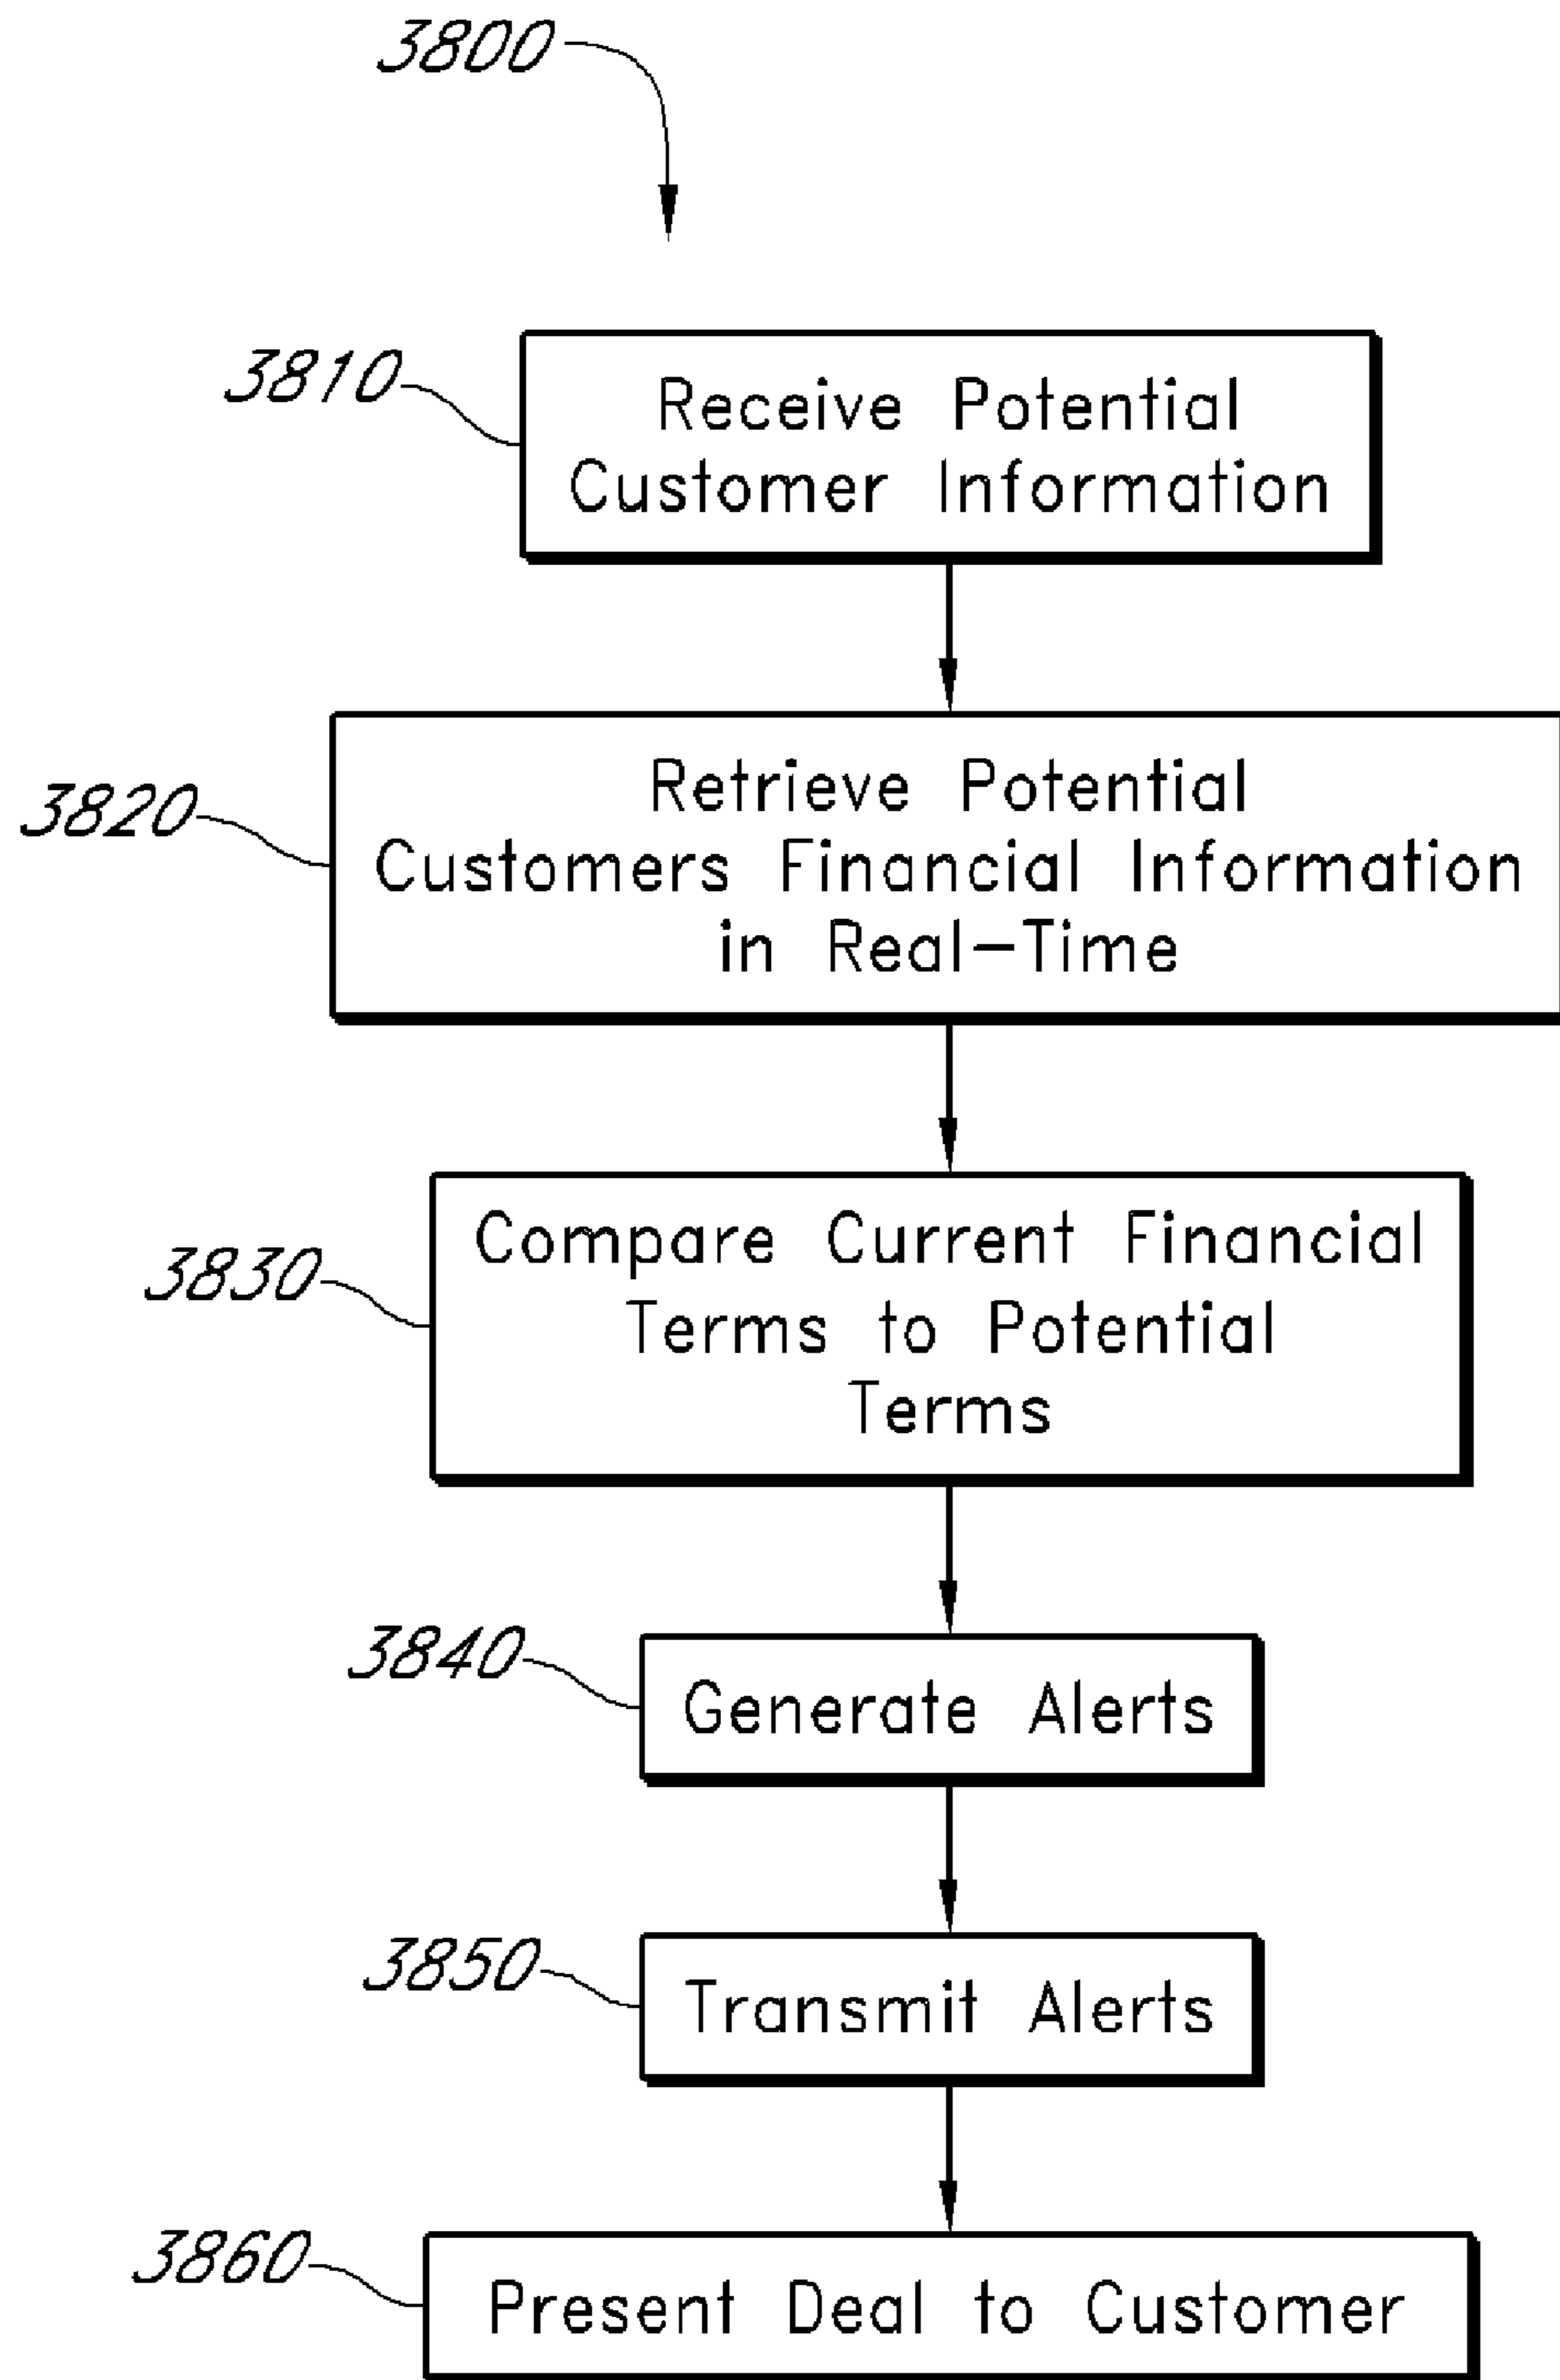 3800
3810
Receive Potential
Customer Information
3820
Retrieve Potential
Customers Financial Information
in Real-Time
3830
Compare Current Financial
Terms to Potential
Terms
3840
Generate Alerts
3850
Transmit Alerts
3860
Present Deal to Customer